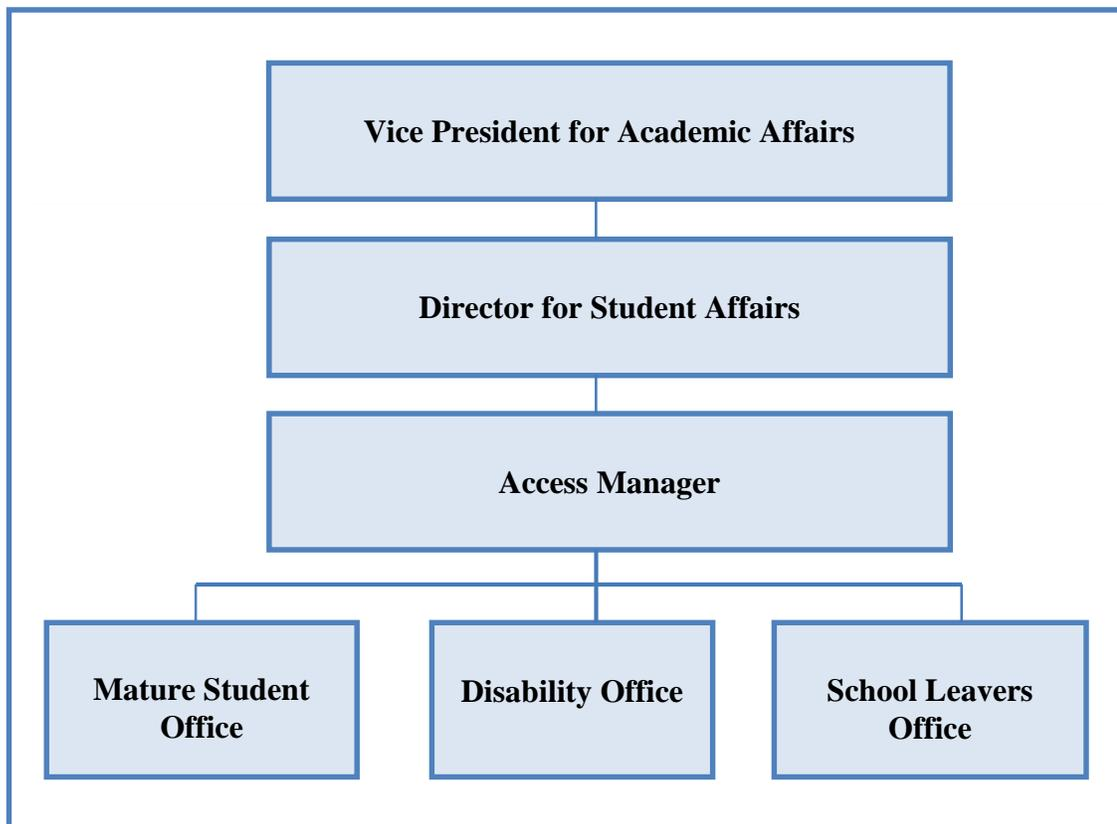 Vice President for Academic Affairs
Director for Student Affairs
Access Manager
Mature Student
Office
Disability Office
School Leavers
Office